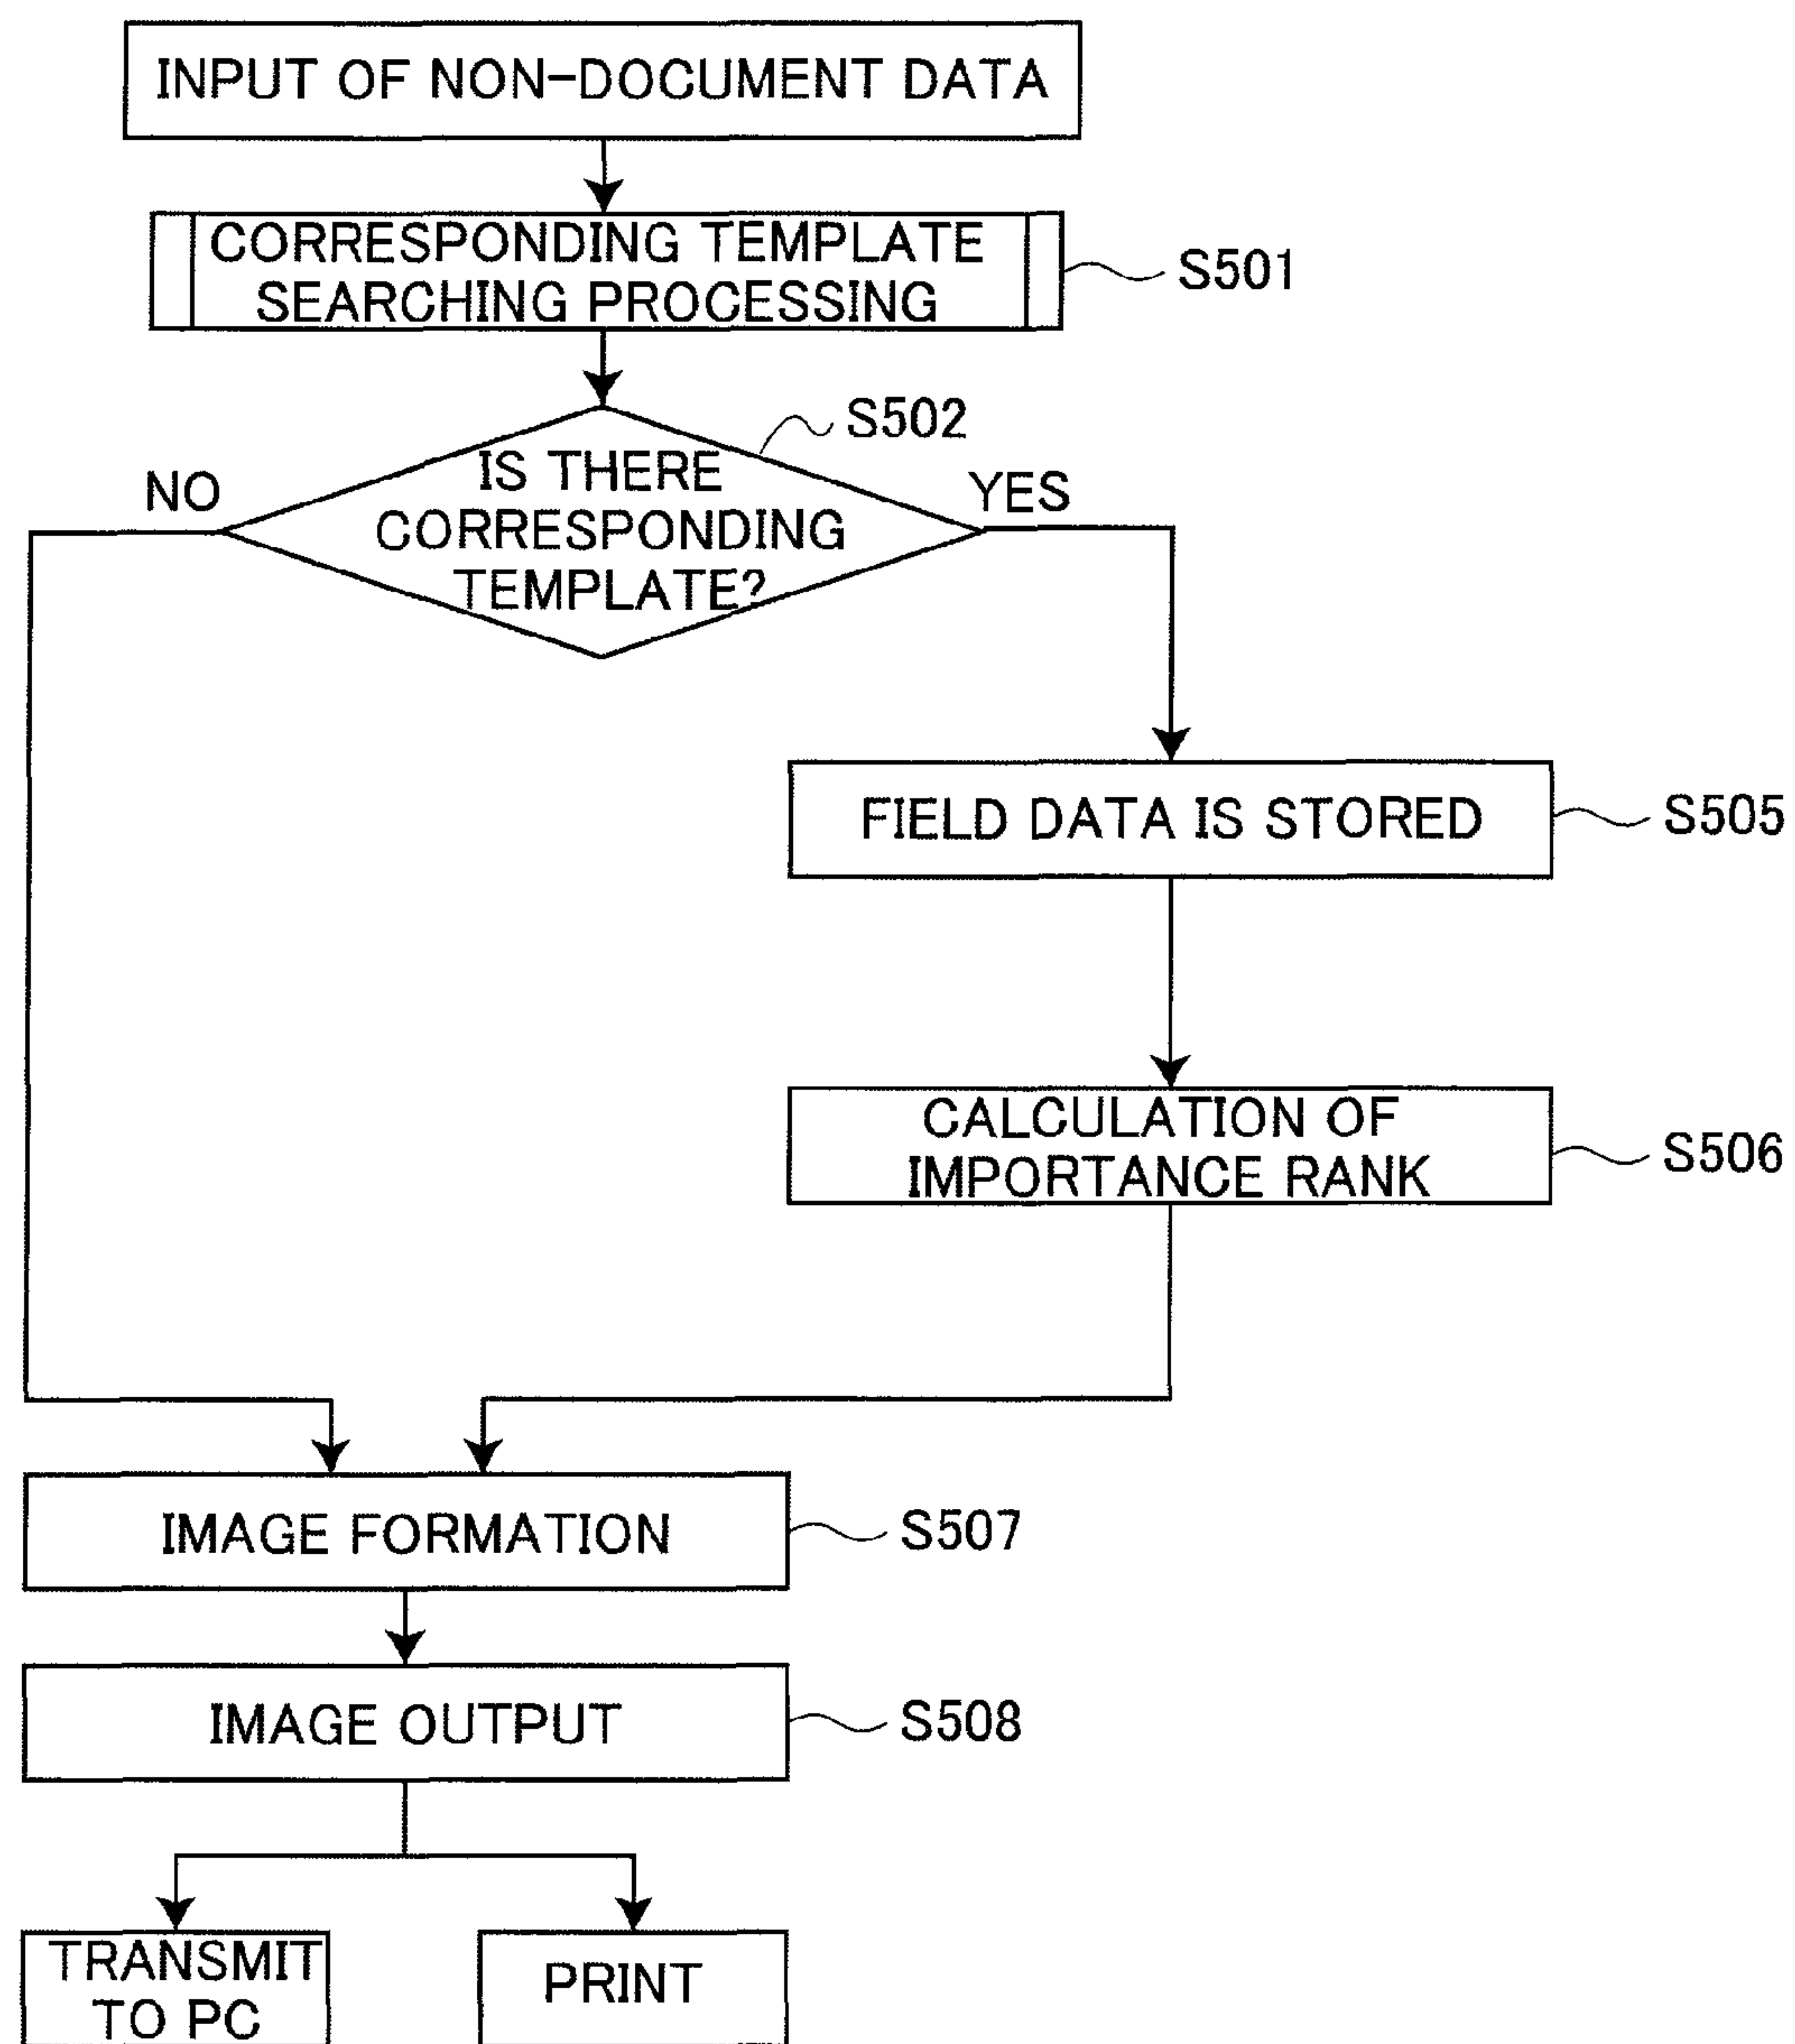 INPUT OF NON-DOCUMENT DATA
CORRESPONDING TEMPLATE
SEARCHING PROCESSING
S501
S502
IS THERE
CORRESPONDING
TEMPLATE?
NO
YES
FIELD DATA IS STORED
S505
CALCULATION OF
IMPORTANCE RANK
S506
IMAGE FORMATION
S507
IMAGE OUTPUT
S508
TRANSMIT
TO PC
PRINT